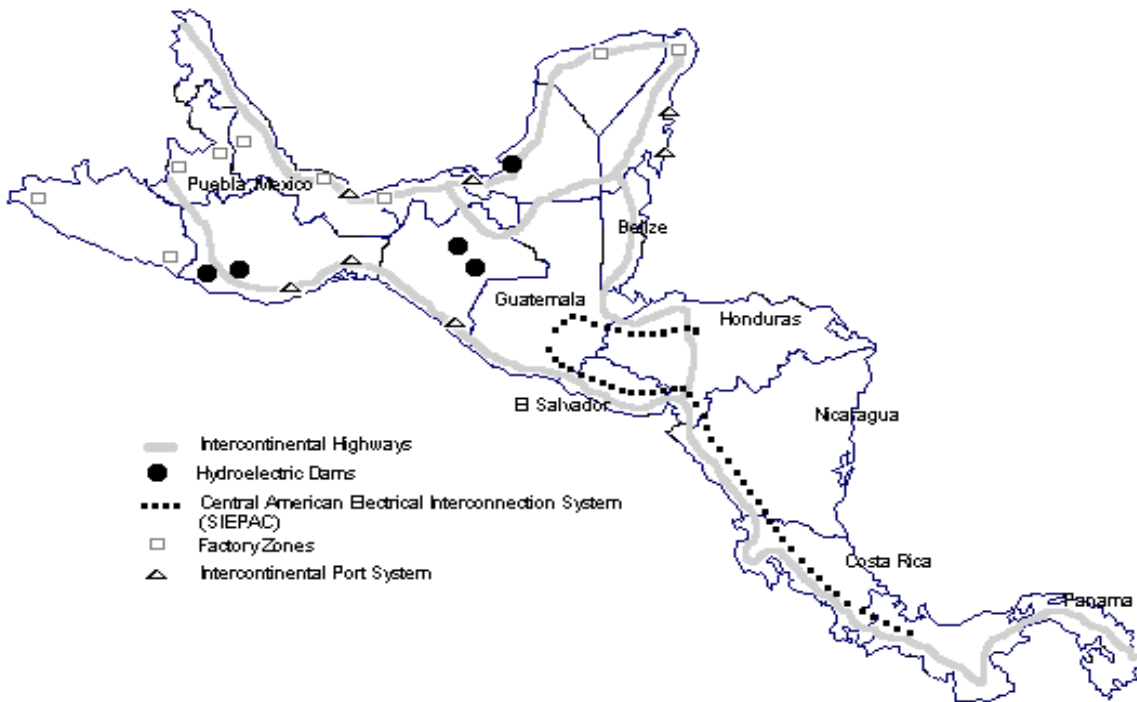 Puebla, Mexico
Belize
Guatemala
Honduras
El Salvador
Nicaragua
Intercontinental Highways
Hydroelectric Dams
Central American Electrical Interconnection System
(SIEPAC)
Factory Zones
Intercontinental Port System
Costa Rica
Panama